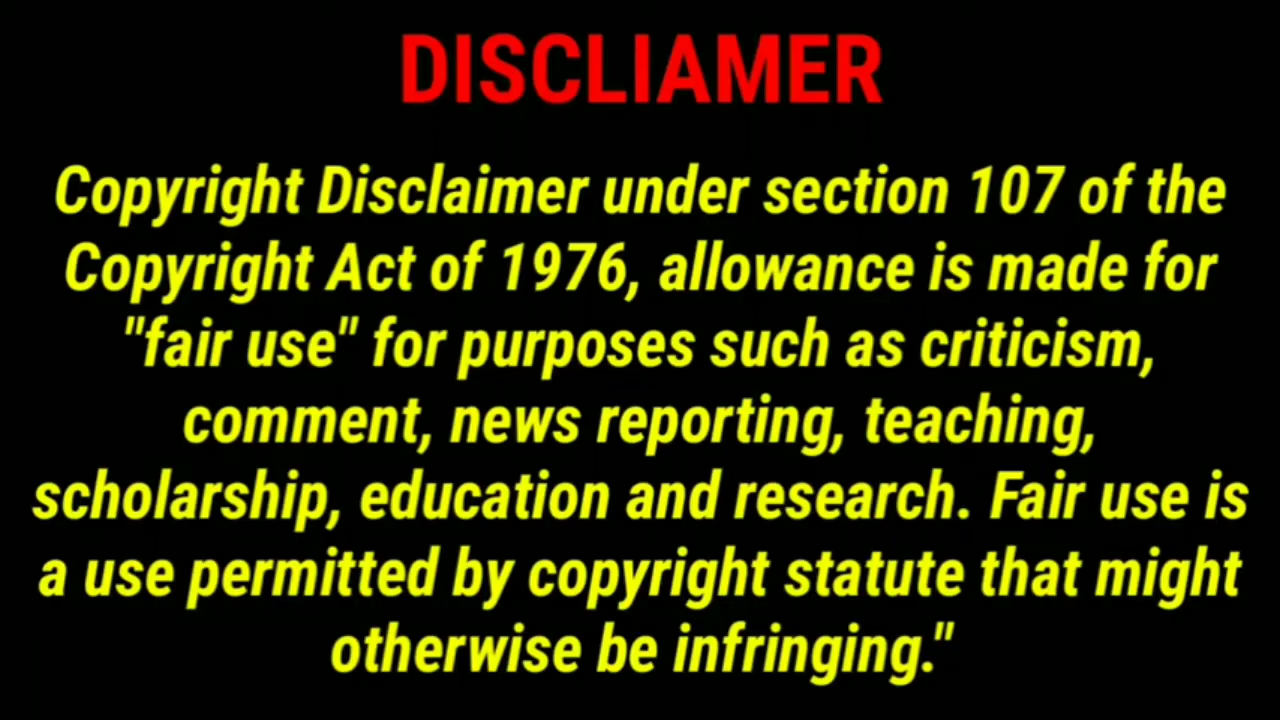 DISCLIAMER
Copyright Disclaimer under section 107 of the
Copyright Act of 1976, allowance is made for
"fair use" for purposes such as criticism,
comment, news reporting, teaching,
scholarship, education and research. Fair use is
a use permitted by copyright statute that might
otherwise be infringing."